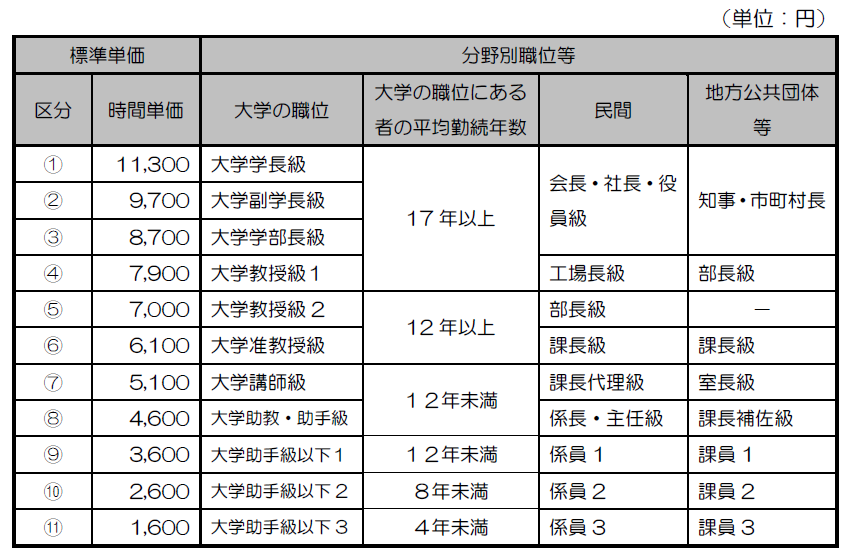 （単位：円）
標準単価 分野別職位等
区分 時間単価 大学の職位 大学の職位にある者の平均勤続年数 民間 地方公共団体等
① 11,300 大学学長級 17年以上 会長・社長・役員級 知事・市町村長
② 9,700 大学副学長級
③ 8,700 大学学部長級
④ 7,900 大学教授級１ 工場長級 部長級
⑤ 7,000 大学教授級２ 12年以上 部長級 －
⑥ 6,100 大学准教授級 課長級 課長級
⑦ 5,100 大学講師級 １２年未満 課長代理級 室長級
⑧ 4,600 大学助教・助手級 係長・主任級 課長補佐級
⑨ 3,600 大学助手級以下１ １２年未満 係員１ 課員１
⑩ 2,600 大学助手級以下２ ８年未満 係員２ 課員２
⑪ 1,600 大学助手級以下３ ４年未満 係員３ 課員３